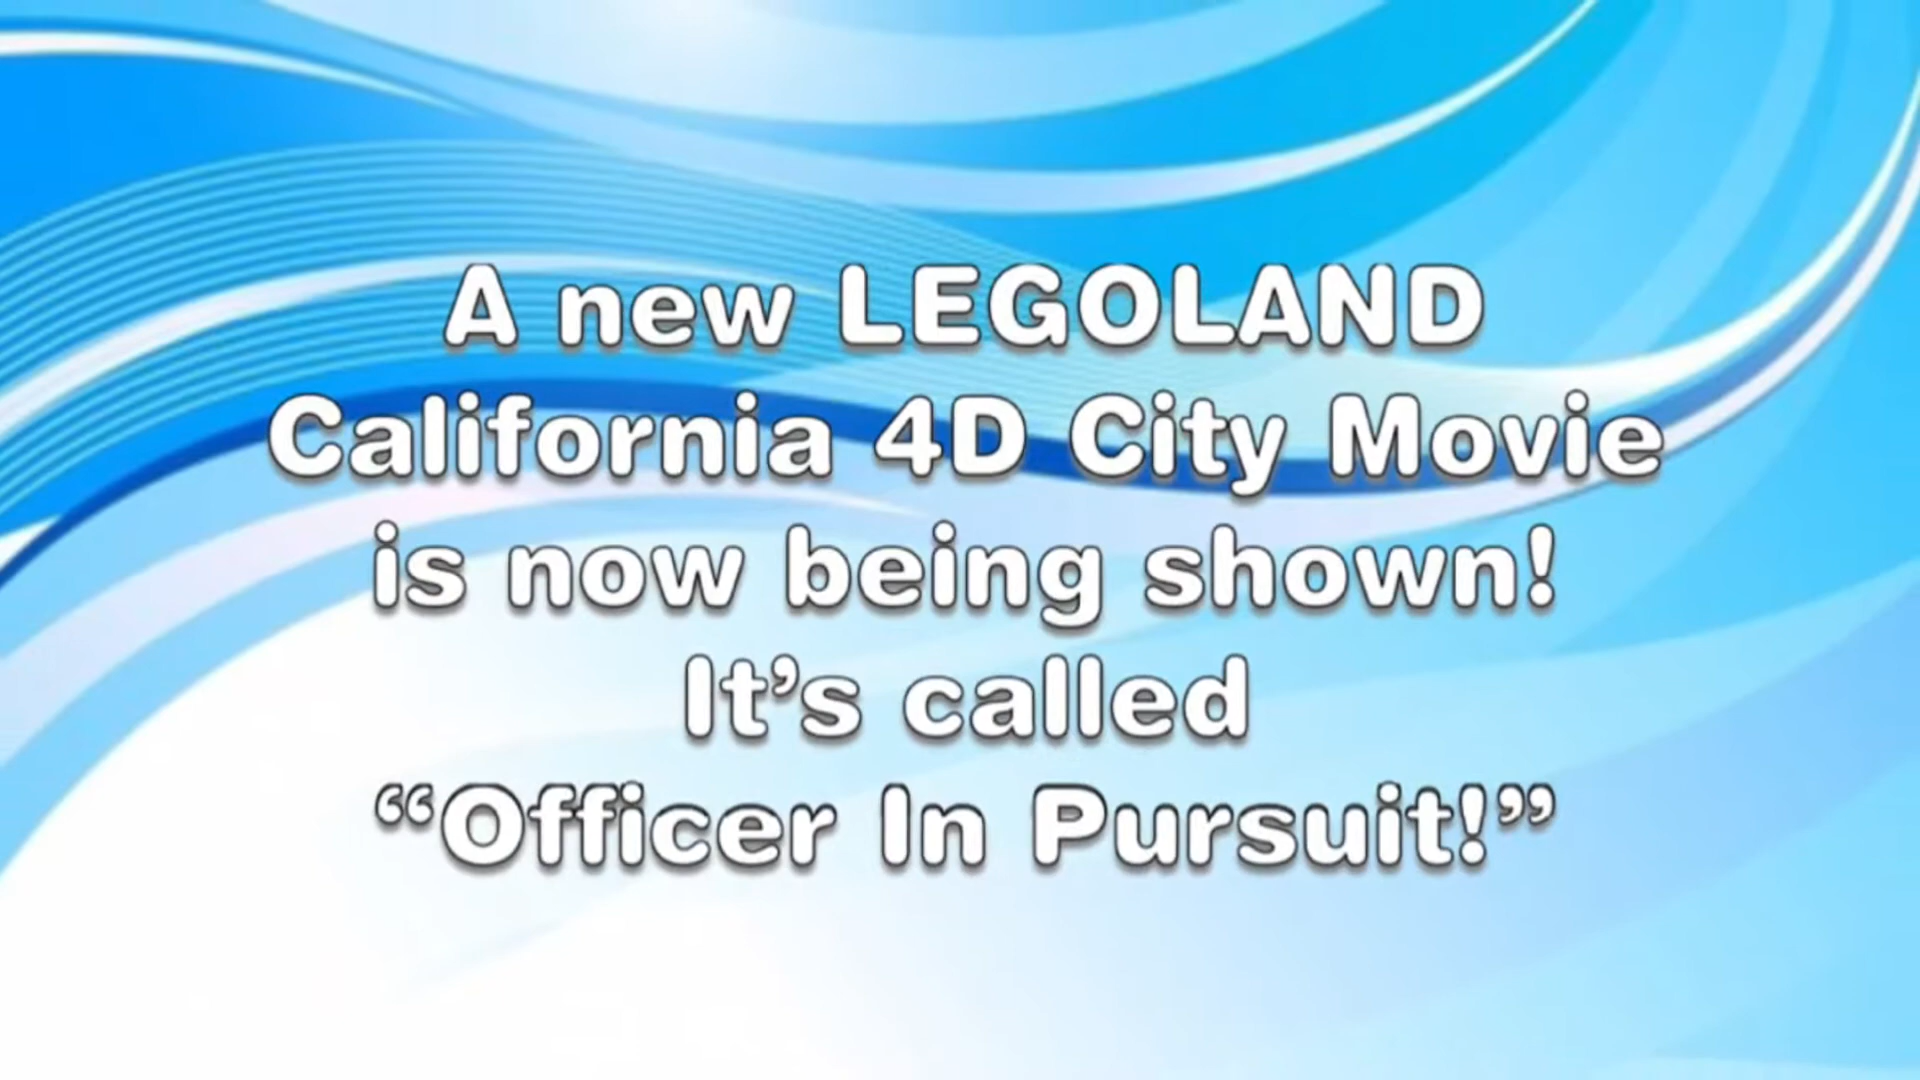 A new LEGOLAND
California 4D City Movie
is now being shown!
It’s called
“Officer In Pursuit!”